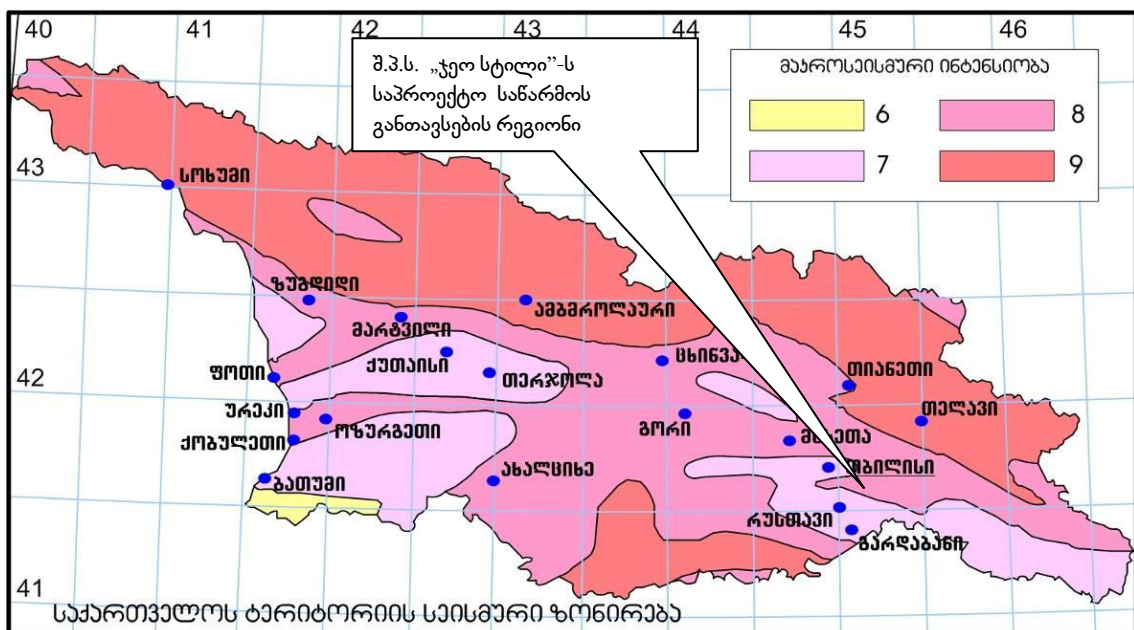 40 41 42 43 44 45 46
შ.პ.ს. „ჯეო სტილი”-ს
საპროექტო საწარმოს
განთავსების რეგიონი
მაკროსეისმური ინტენსიობა
6 8
7 9
43
სოხუმი
ზუგდიდი
ამბროლაური
მარტვილი
ქუთაისი
თერჯოლა
42
ფოთი
ურეკი
ოზურგეთი
ქობულეთი
ბათუმი
ახალციხე
გორი
თიანეთი
თელავი
რუსთავი
გარდაბანი
41
საქართველოს ტერიტორიის სეისმური ზონირება